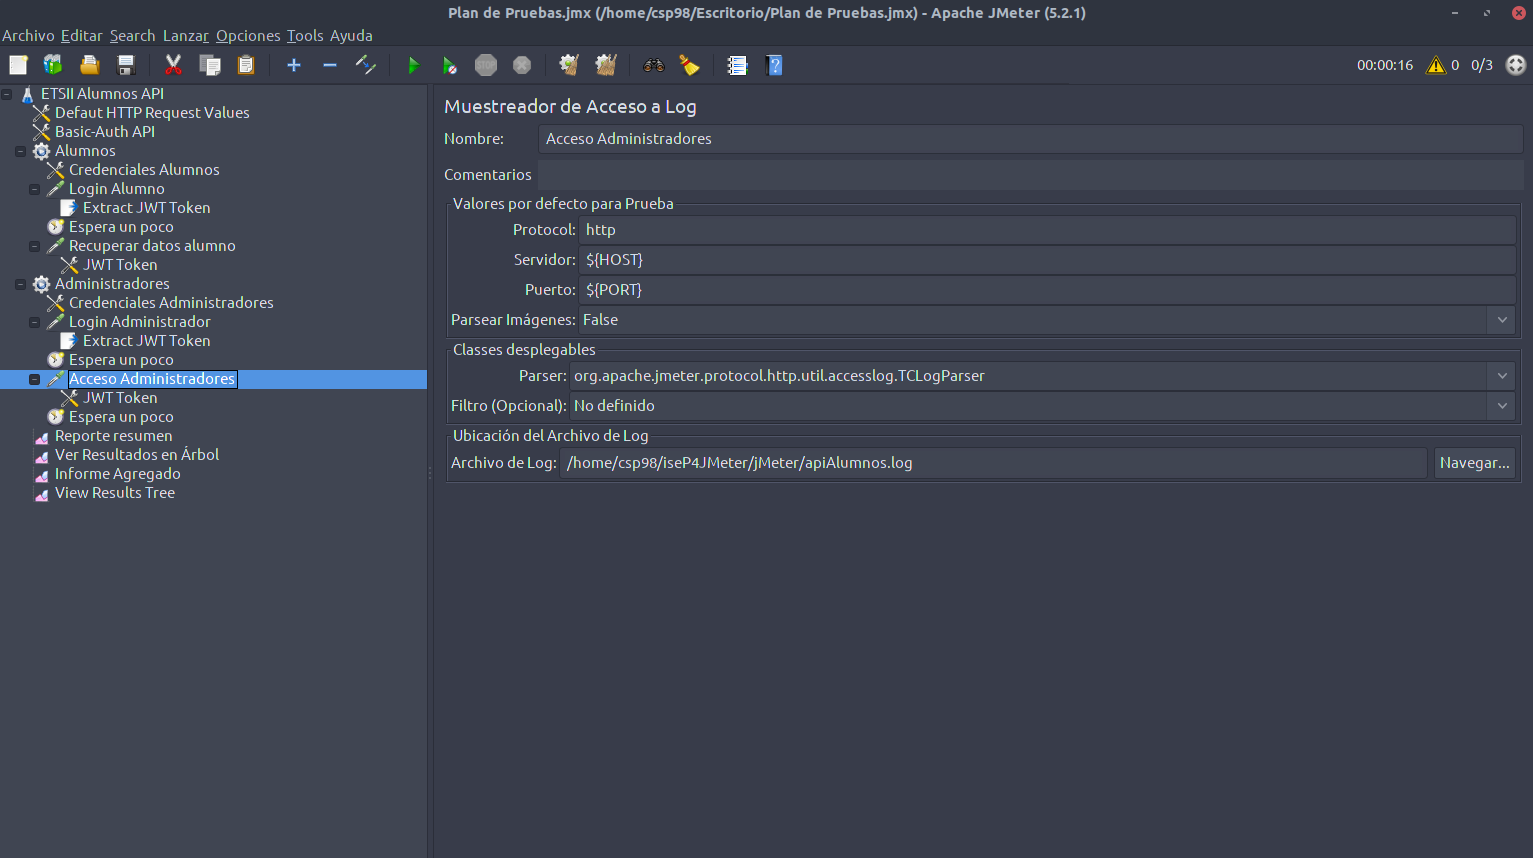 Plan de Pruebas.jmx (/home/csp98/Escritorio/Plan de Pruebas.jmx) - Apache JMeter (5.2.1)
Archivo Editar Search Lanzar Opciones Tools Ayuda
STOP 00:00:16 0 0/3
ETSII Alumnos API
Defaut HTTP Request Values
Basic-Auth API
Alumnos
Credenciales Alumnos
Login Alumno
Extract JWT Token
Espera un poco
Recuperar datos alumno
JWT Token
Administradores
Credenciales Administradores
Login Administrador
Extract JWT Token
Espera un poco
Acceso Administradores
JWT Token
Espera un poco
Reporte resumen
Ver Resultados en Árbol
Informe Agregado
View Results Tree
Muestreador de Acceso a Log
Nombre: Acceso Administradores
Comentarios
Valores por defecto para Prueba
Protocol: http
Servidor: ${HOST}
Puerto: ${PORT}
Parsear Imágenes: False
Classes desplegables
Parser: org.apache.jmeter.protocol.http.util.accesslog.TCLogParser
Filtro (Opcional): No definido
Ubicación del Archivo de Log
Archivo de Log: /home/csp98/iseP4JMeter/jMeter/apiAlumnos.log Navegar...